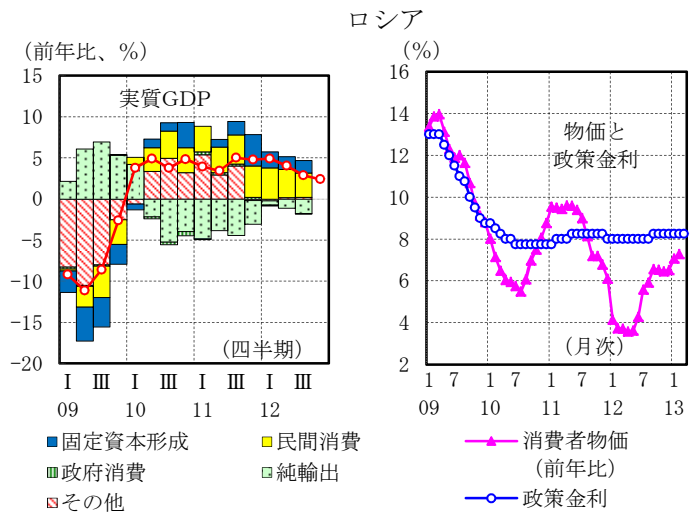 ロシア
(前年比、%)
実質GDP
15
10
5
0
-5
-10
-15
-20
(四半期)
Ⅰ Ⅲ Ⅰ Ⅲ Ⅰ Ⅲ Ⅰ Ⅲ
09 10 11 12
固定資本形成 民間消費
政府消費 純輸出
その他
(%)
物価と
政策金利
16
14
12
10
8
6
4
2
(月次)
1 7 1 7 1 7 1 7 1
09 10 11 12 13
消費者物価
(前年比)
政策金利